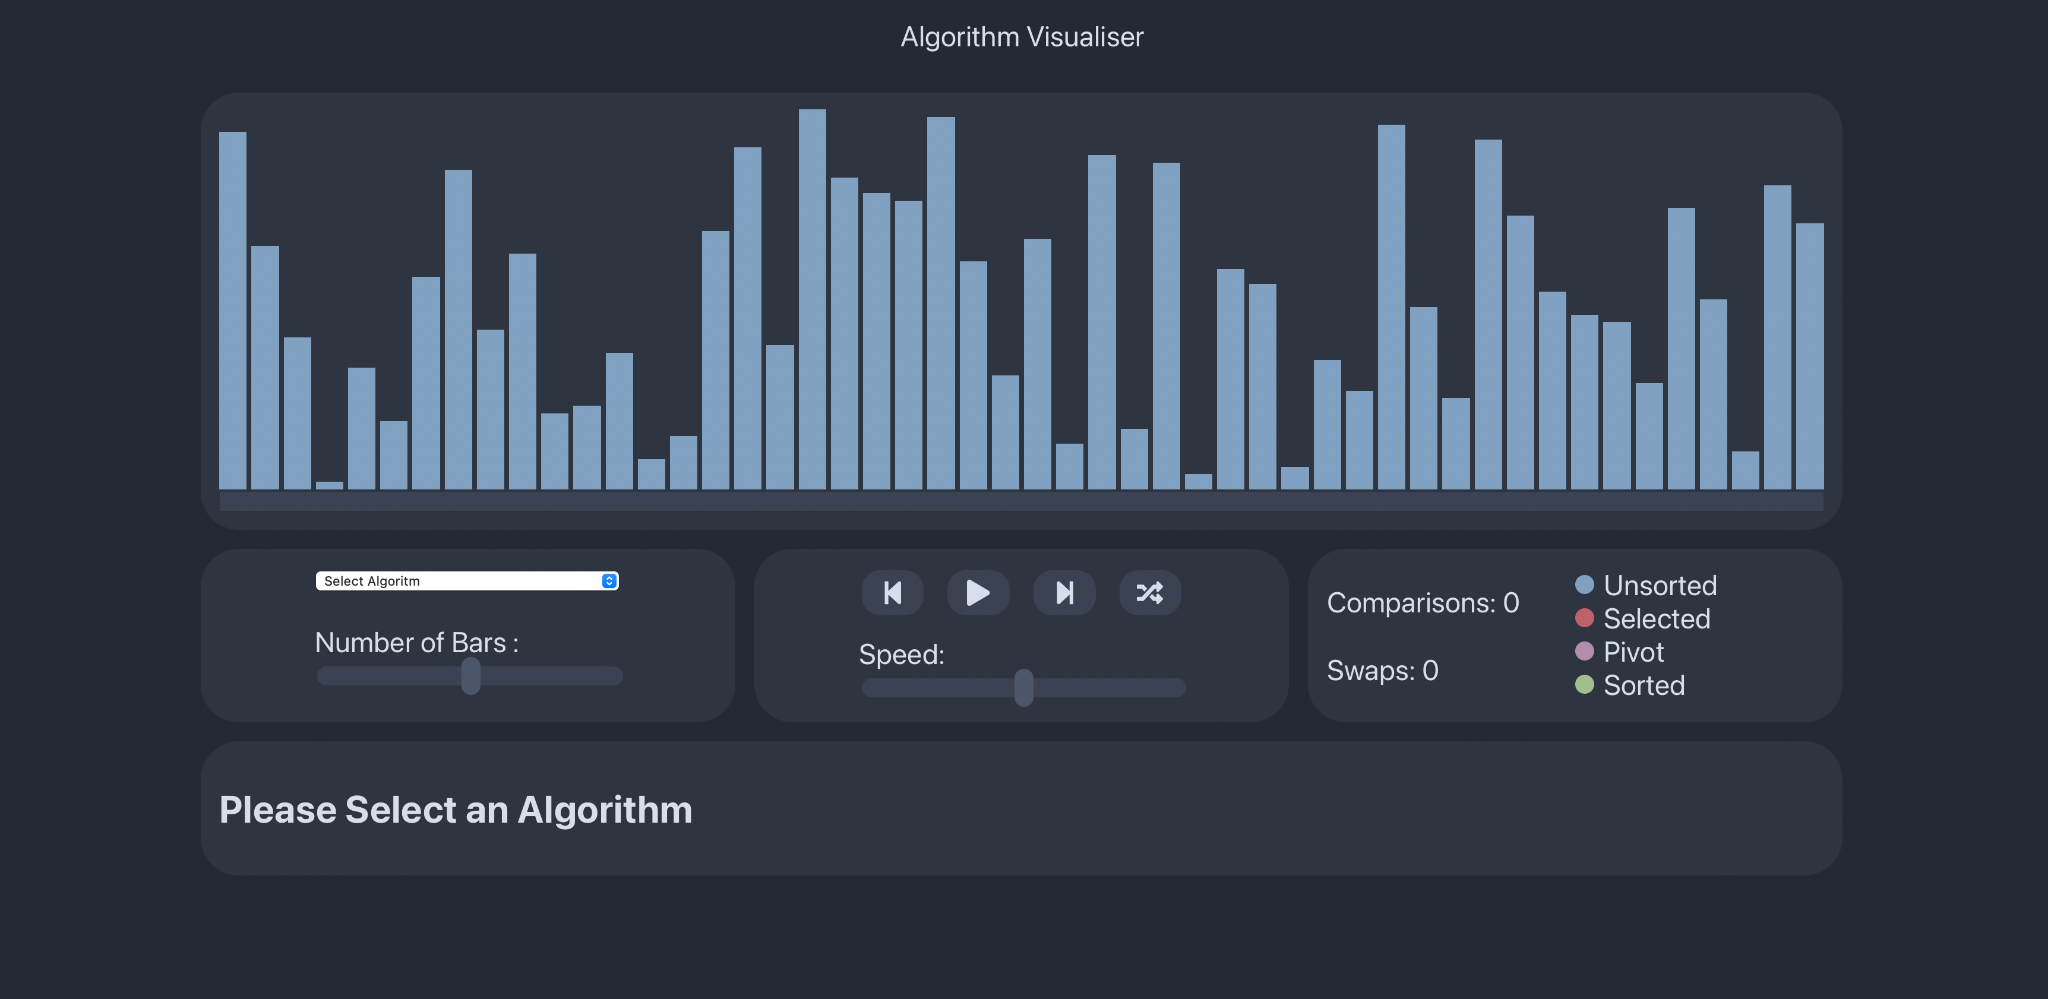 Algorithm Visualiser
Select Algoritm
Number of Bars :
Speed:
Comparisons: 0
Swaps: 0
Unsorted
Selected
Pivot
Sorted
Please Select an Algorithm